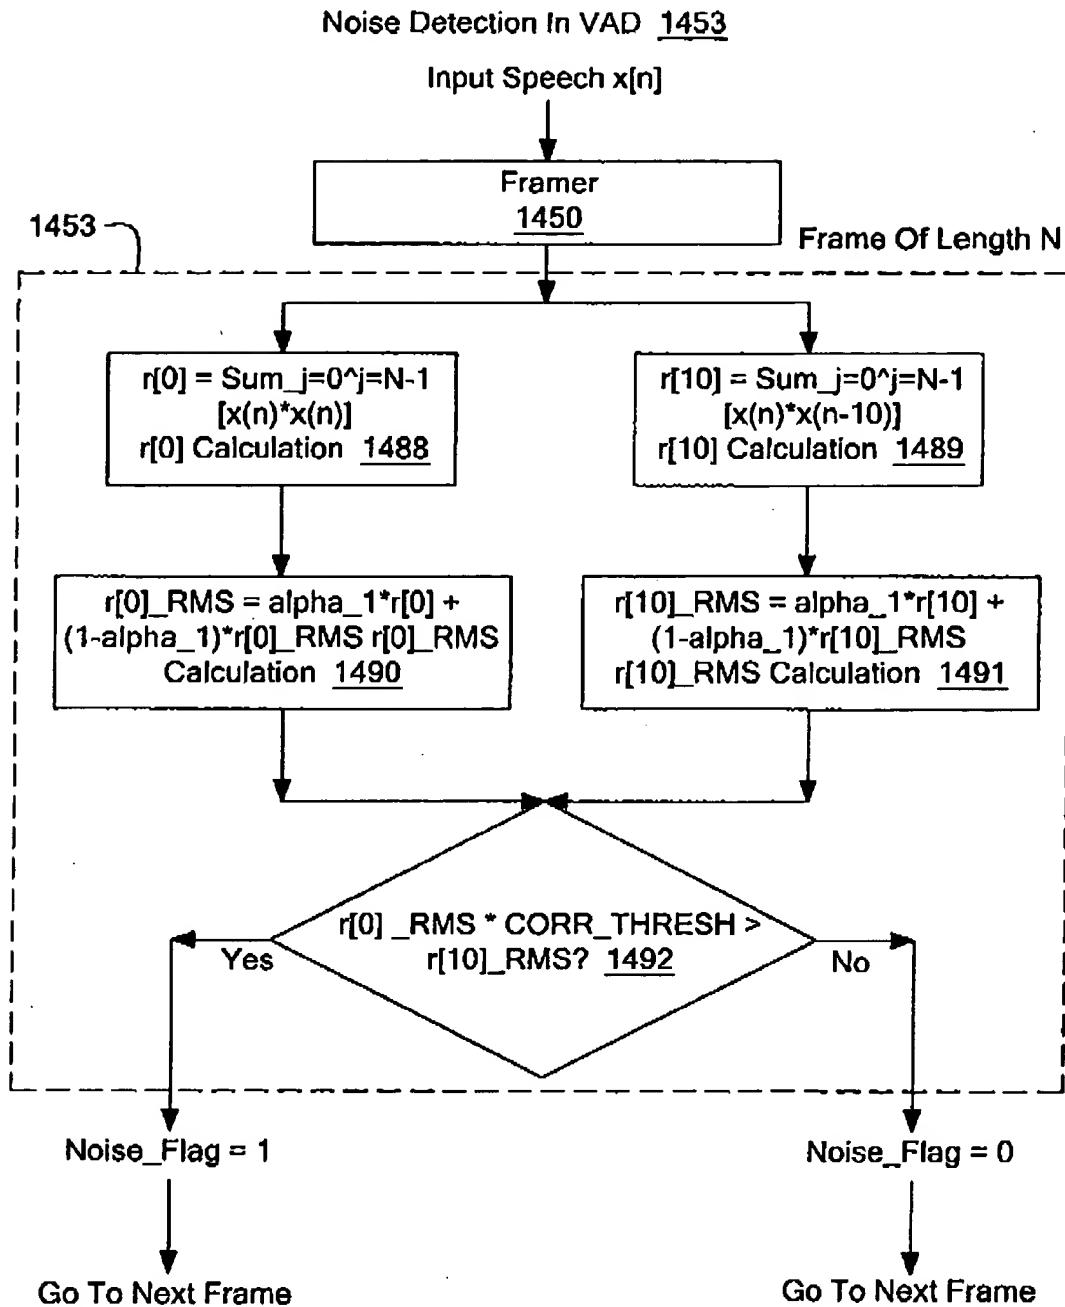 Noise Detection In VAD 1453
Input Speech x[n]
Framer
1450
1453
Frame Of Length N
r[0] = Sum_j=0^j=N-1
[x(n)*x(n)]
r[0] Calculation 1488
r[10] = Sum_j=0^j=N-1
[x(n)*x(n-10)]
r[10] Calculation 1489
r[0]_RMS = alpha_1*r[0] +
(1-alpha_1)*r[0]_RMS r[0]_RMS
Calculation 1490
r[10]_RMS = alpha_1*r[10] +
(1-alpha_1)*r[10]_RMS
r[10]_RMS Calculation 1491
r[0] _RMS * CORR_THRESH >
r[10]_RMS? 1492
Yes
No
Noise_Flag = 1
Noise_Flag = 0
Go To Next Frame
Go To Next Frame